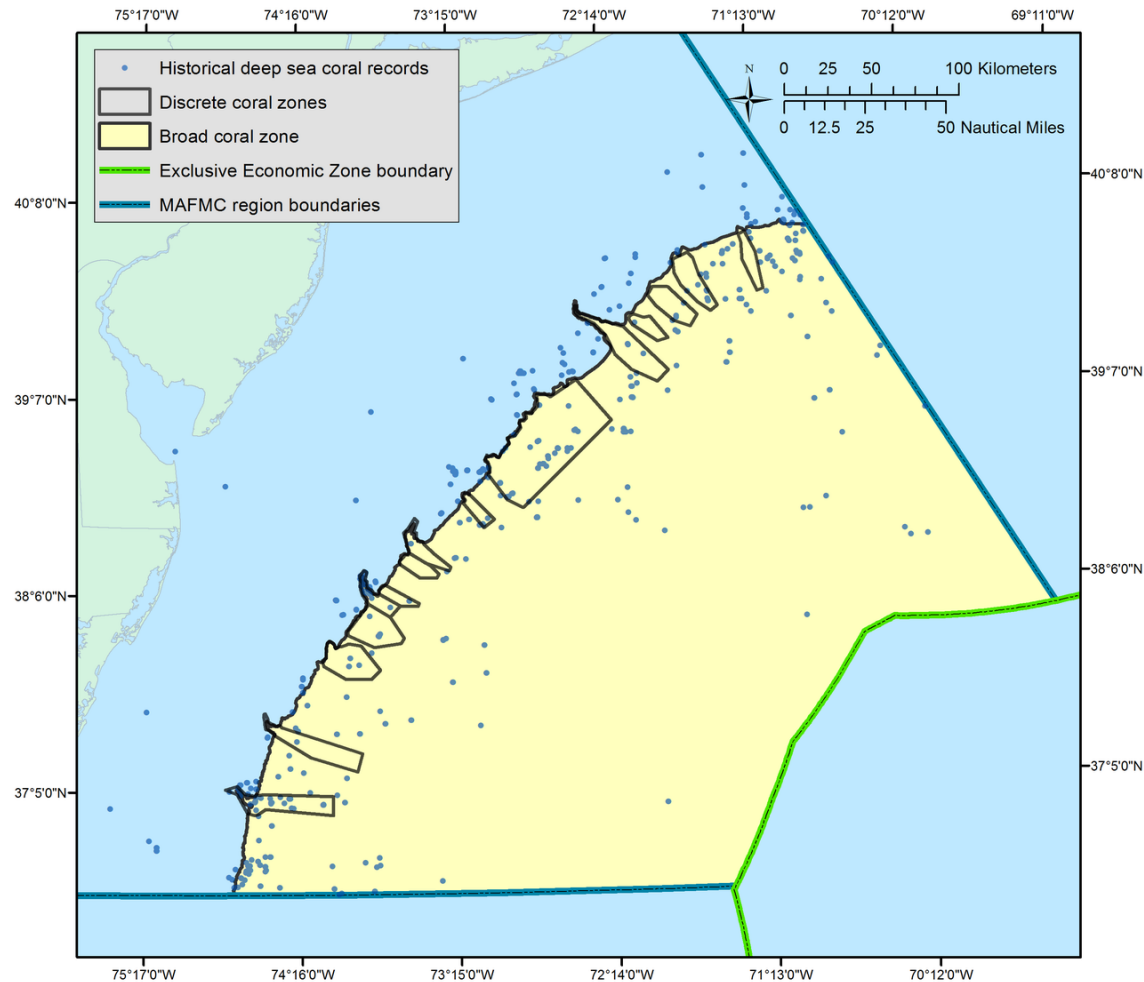 75°17'0"W 74°16'0"W 73°15'0"W 72°14'0"W 71°13'0"W 70°12'0"W 69°11'0"W
Historical deep sea coral records
Discrete coral zones
Broad coral zone
Exclusive Economic Zone boundary
MAFMC region boundaries
N
0 25 50 100 Kilometers
0 12.5 25 50 Nautical Miles
40°8'0"N
40°8'0"N
39°7'0"N
39°7'0"N
38°6'0"N
38°6'0"N
37°5'0"N
37°5'0"N
75°17'0"W 74°16'0"W 73°15'0"W 72°14'0"W 71°13'0"W 70°12'0"W